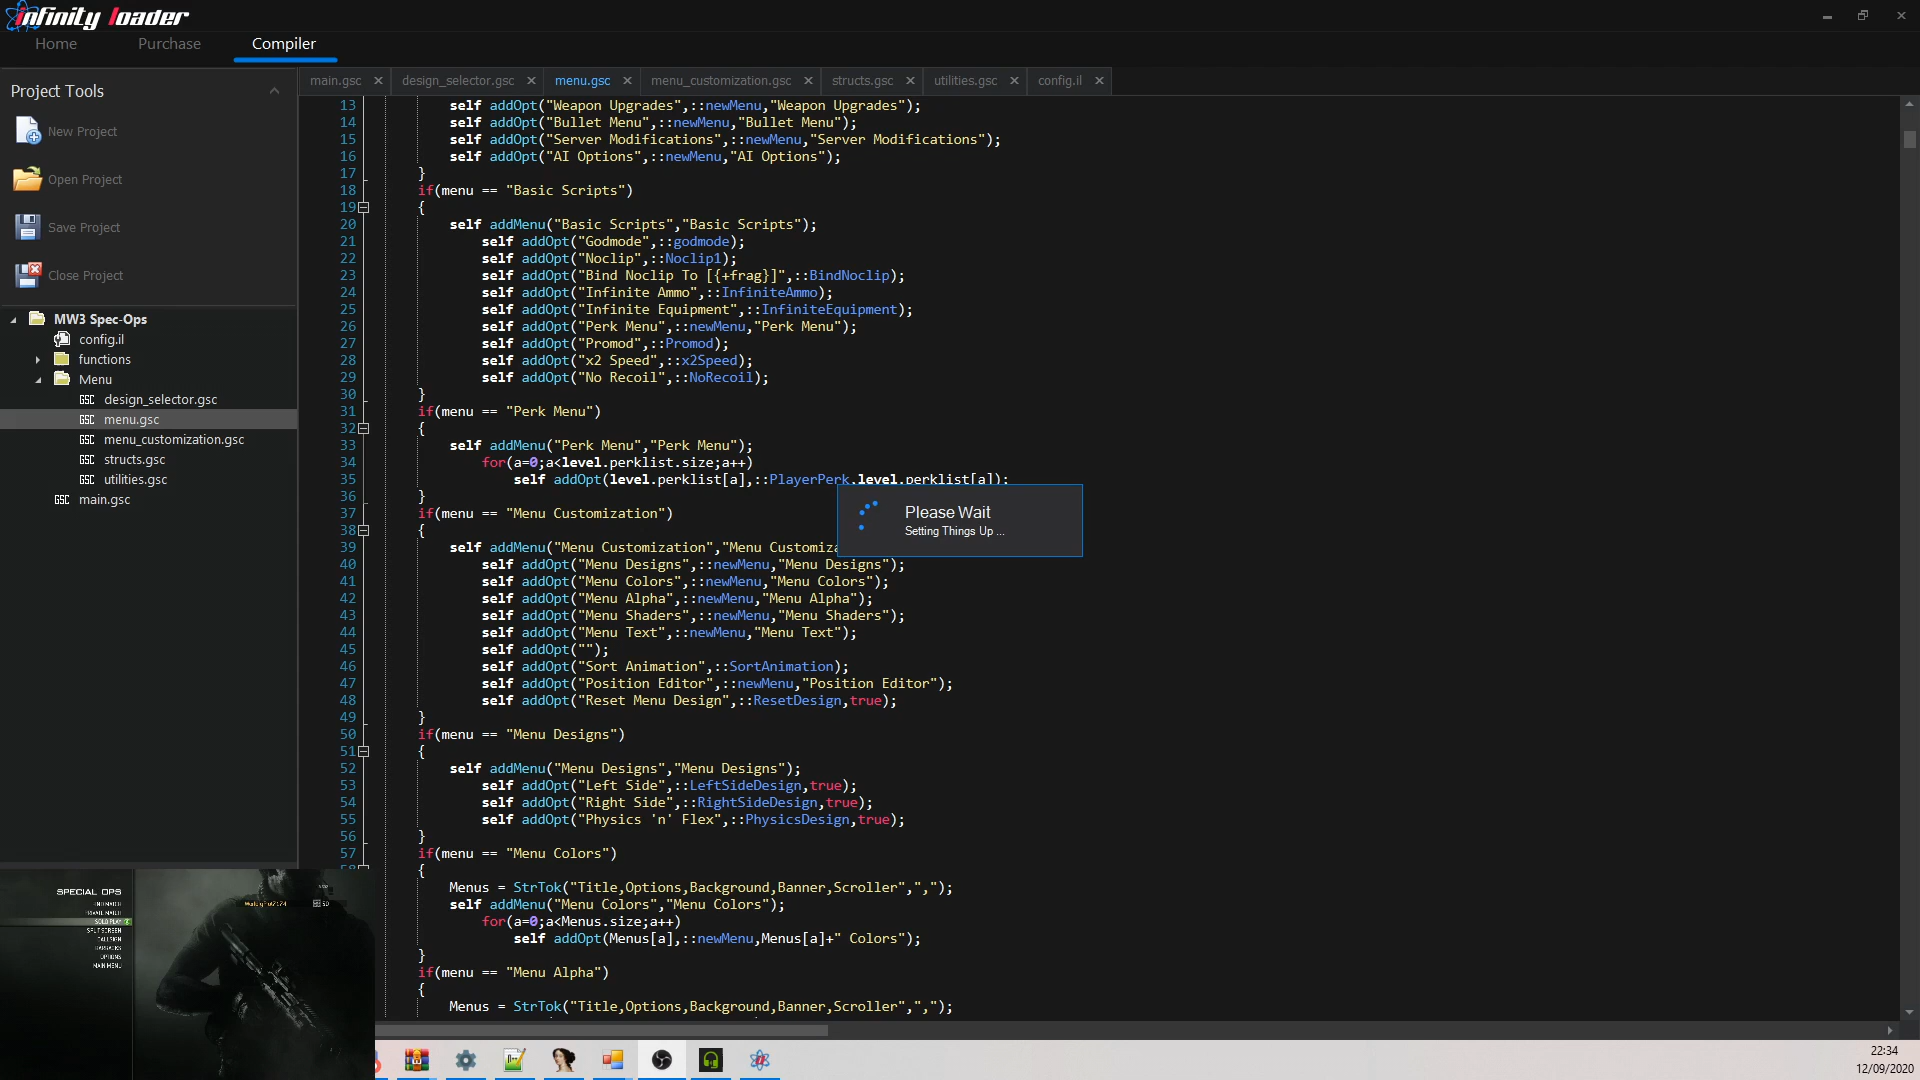 infinity loader
Home Purchase Compiler
Project Tools
New Project
Open Project
Save Project
Close Project
MW3 Spec-Ops
config.il
functions
Menu
design_selector.gsc
menu.gsc
menu_customization.gsc
structs.gsc
utilities.gsc
main.gsc
main.gsc design_selector.gsc menu.gsc menu_customization.gsc structs.gsc utilities.gsc config.il
13 self addOpt("Weapon Upgrades",::newMenu,"Weapon Upgrades");
14 self addOpt("Bullet Menu",::newMenu,"Bullet Menu");
15 self addOpt("Server Modifications",::newMenu,"Server Modifications");
16 self addOpt("AI Options",::newMenu,"AI Options");
17 }
18 if(menu == "Basic Scripts")
19 {
20 self addMenu("Basic Scripts","Basic Scripts");
21 self addOpt("Godmode",::godmode);
22 self addOpt("Noclip",::Noclip1);
23 self addOpt("Bind Noclip To [{+frag}]",::BindNoclip);
24 self addOpt("Infinite Ammo",::InfiniteAmmo);
25 self addOpt("Infinite Equipment",::InfiniteEquipment);
26 self addOpt("Perk Menu",::newMenu,"Perk Menu");
27 self addOpt("Promod",::Promod);
28 self addOpt("x2 Speed",::x2Speed);
29 self addOpt("No Recoil",::NoRecoil);
30 }
31 if(menu == "Perk Menu")
32 {
33 self addMenu("Perk Menu","Perk Menu");
34 for(a=0;a<level.perklist.size;a++)
35 self addOpt(level.perklist[a],::PlayerPerk,level.perklist[a]);
36 }
37 if(menu == "Menu Customization")
38 {
39 self addMenu("Menu Customization","Menu Customiza
40 self addOpt("Menu Designs",::newMenu,"Menu Designs");
41 self addOpt("Menu Colors",::newMenu,"Menu Colors");
42 self addOpt("Menu Alpha",::newMenu,"Menu Alpha");
43 self addOpt("Menu Shaders",::newMenu,"Menu Shaders");
44 self addOpt("Menu Text",::newMenu,"Menu Text");
45 self addOpt("");
46 self addOpt("Sort Animation",::SortAnimation);
47 self addOpt("Position Editor",::newMenu,"Position Editor");
48 self addOpt("Reset Menu Design",::ResetDesign,true);
49 }
50 if(menu == "Menu Designs")
51 {
52 self addMenu("Menu Designs","Menu Designs");
53 self addOpt("Left Side",::LeftSideDesign,true);
54 self addOpt("Right Side",::RightSideDesign,true);
55 self addOpt("Physics 'n' Flex",::PhysicsDesign,true);
56 }
57 if(menu == "Menu Colors")
58 {
Menus = StrTok("Title,Options,Background,Banner,Scroller",",");
self addMenu("Menu Colors","Menu Colors");
for(a=0;a<Menus.size;a++)
self addOpt(Menus[a],::newMenu,Menus[a]+" Colors");
}
if(menu == "Menu Alpha")
{
Menus = StrTok("Title,Options,Background,Banner,Scroller",",");
Please Wait
Setting Things Up ...
SPECIAL OPS
FIND MATCH
PRIVATE MATCH
SOLO PLAY
SPLIT SCREEN
CALLSIGN
BARRACKS
OPTIONS
MAIN MENU
50
22:34
12/09/2020